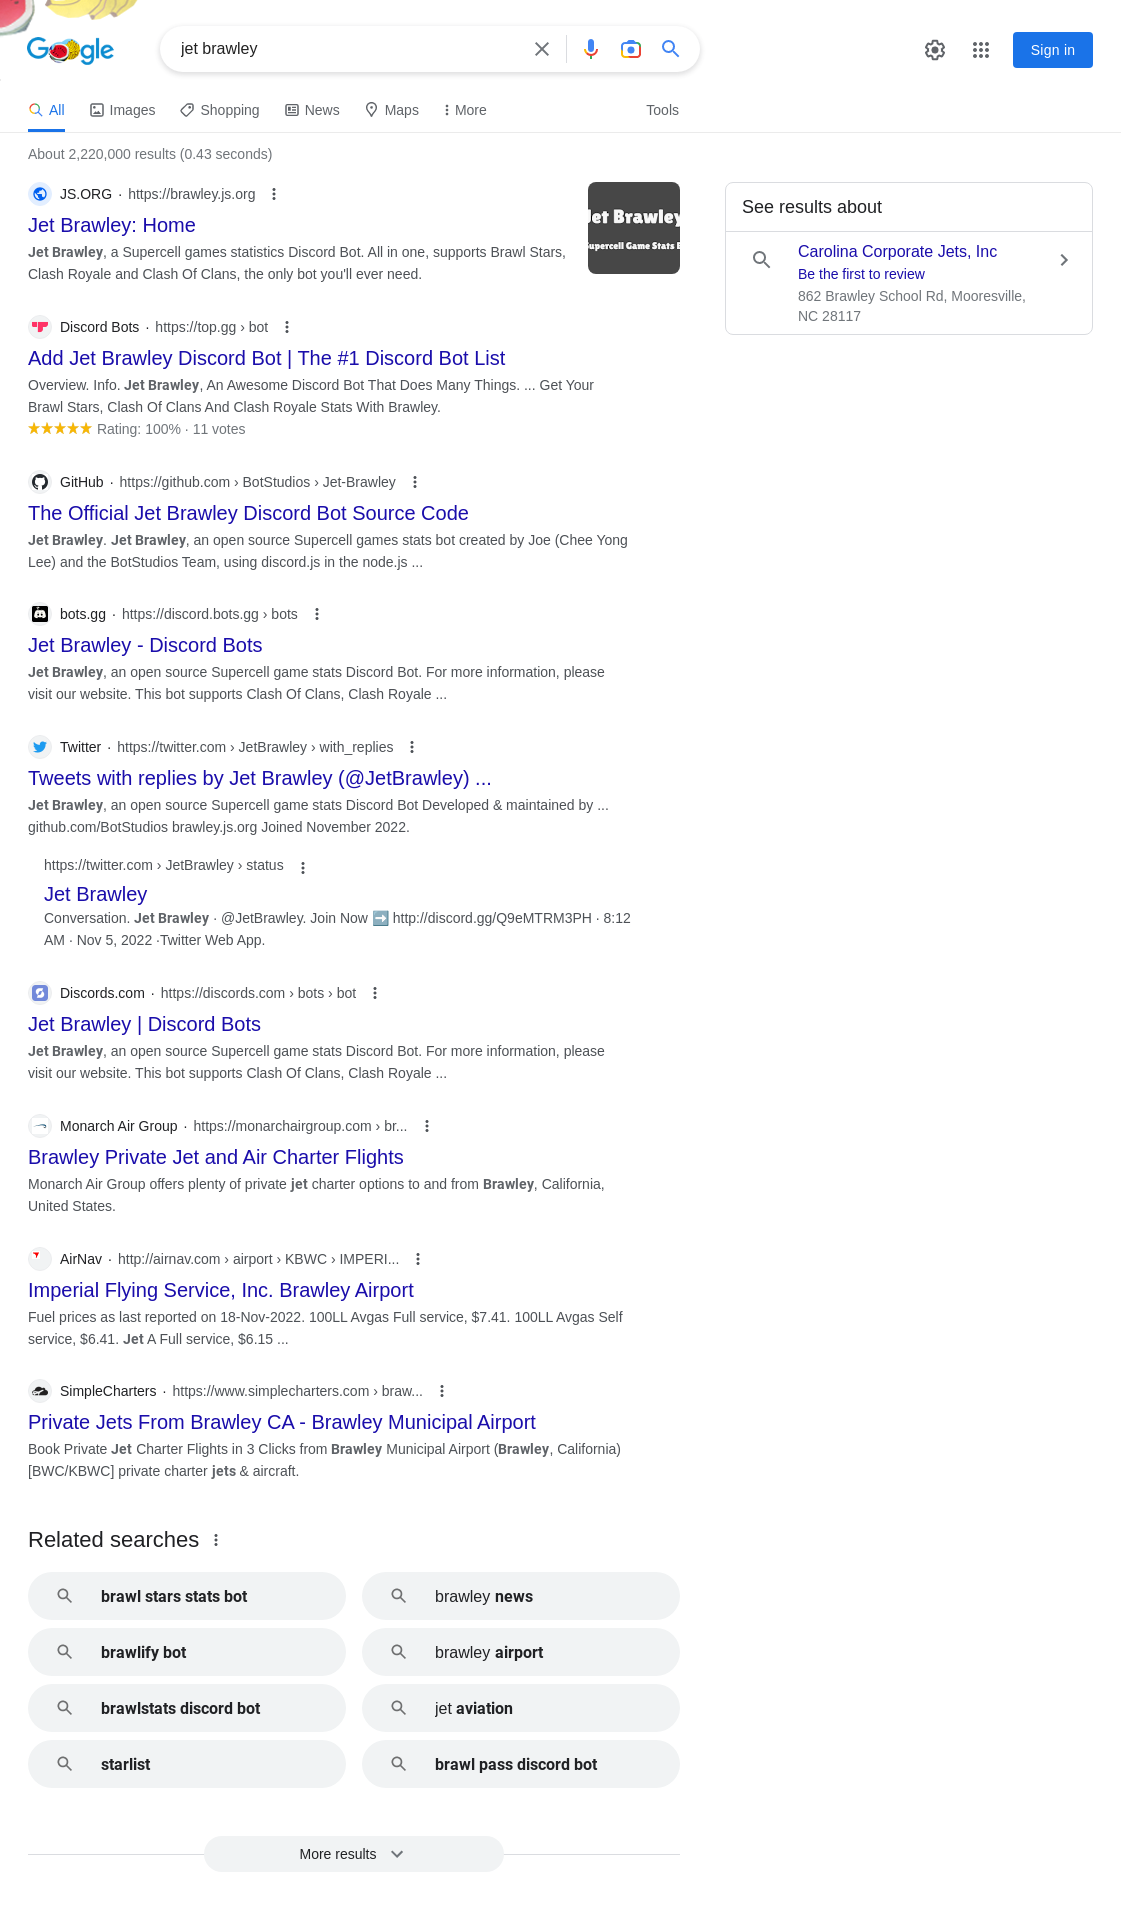 Google
jet brawley
Sign in
All
Images
Shopping
News
Maps
More
Tools
About 2,220,000 results (0.43 seconds)
JS.ORG · https://brawley.js.org
Jet Brawley: Home
Jet Brawley, a Supercell games statistics Discord Bot. All in one, supports Brawl Stars,
Clash Royale and Clash Of Clans, the only bot you'll ever need.
Jet Brawley
Supercell Game Stats B
See results about
Carolina Corporate Jets, Inc
Be the first to review
862 Brawley School Rd, Mooresville,
NC 28117
Discord Bots · https://top.gg › bot
Add Jet Brawley Discord Bot | The #1 Discord Bot List
Overview. Info. Jet Brawley, An Awesome Discord Bot That Does Many Things. ... Get Your
Brawl Stars, Clash Of Clans And Clash Royale Stats With Brawley.
★★★★★ Rating: 100% · 11 votes
GitHub · https://github.com › BotStudios › Jet-Brawley
The Official Jet Brawley Discord Bot Source Code
Jet Brawley. Jet Brawley, an open source Supercell games stats bot created by Joe (Chee Yong
Lee) and the BotStudios Team, using discord.js in the node.js ...
bots.gg · https://discord.bots.gg › bots
Jet Brawley - Discord Bots
Jet Brawley, an open source Supercell game stats Discord Bot. For more information, please
visit our website. This bot supports Clash Of Clans, Clash Royale ...
Twitter · https://twitter.com › JetBrawley › with_replies
Tweets with replies by Jet Brawley (@JetBrawley) ...
Jet Brawley, an open source Supercell game stats Discord Bot Developed & maintained by ...
github.com/BotStudios brawley.js.org Joined November 2022.
https://twitter.com › JetBrawley › status
Jet Brawley
Conversation. Jet Brawley · @JetBrawley. Join Now ➡️ http://discord.gg/Q9eMTRM3PH · 8:12
AM · Nov 5, 2022 ·Twitter Web App.
Discords.com · https://discords.com › bots › bot
Jet Brawley | Discord Bots
Jet Brawley, an open source Supercell game stats Discord Bot. For more information, please
visit our website. This bot supports Clash Of Clans, Clash Royale ...
Monarch Air Group · https://monarchairgroup.com › br...
Brawley Private Jet and Air Charter Flights
Monarch Air Group offers plenty of private jet charter options to and from Brawley, California,
United States.
AirNav · http://airnav.com › airport › KBWC › IMPERI...
Imperial Flying Service, Inc. Brawley Airport
Fuel prices as last reported on 18-Nov-2022. 100LL Avgas Full service, $7.41. 100LL Avgas Self
service, $6.41. Jet A Full service, $6.15 ...
SimpleCharters · https://www.simplecharters.com › braw...
Private Jets From Brawley CA - Brawley Municipal Airport
Book Private Jet Charter Flights in 3 Clicks from Brawley Municipal Airport (Brawley, California)
[BWC/KBWC] private charter jets & aircraft.
Related searches
brawl stars stats bot
brawley news
brawlify bot
brawley airport
brawlstats discord bot
jet aviation
starlist
brawl pass discord bot
More results